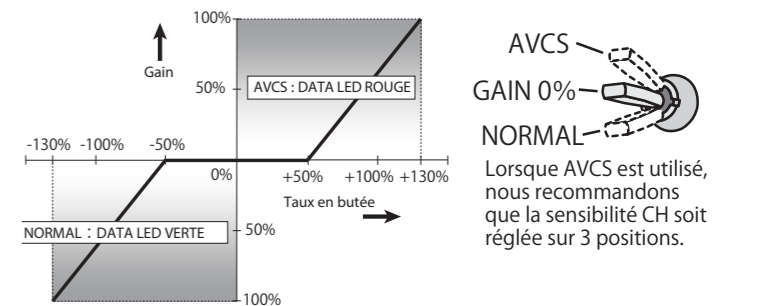 100%
Gain
50%
AVCS : DATA LED ROUGE
-130% -100% -50%
0%
+50% +100% +130%
Taux en butée
NORMAL : DATA LED VERTE
50%
100%
AVCS
GAIN 0%
NORMAL
Lorsque AVCS est utilisé,
nous recommandons
que la sensibilité CH soit
réglée sur 3 positions.